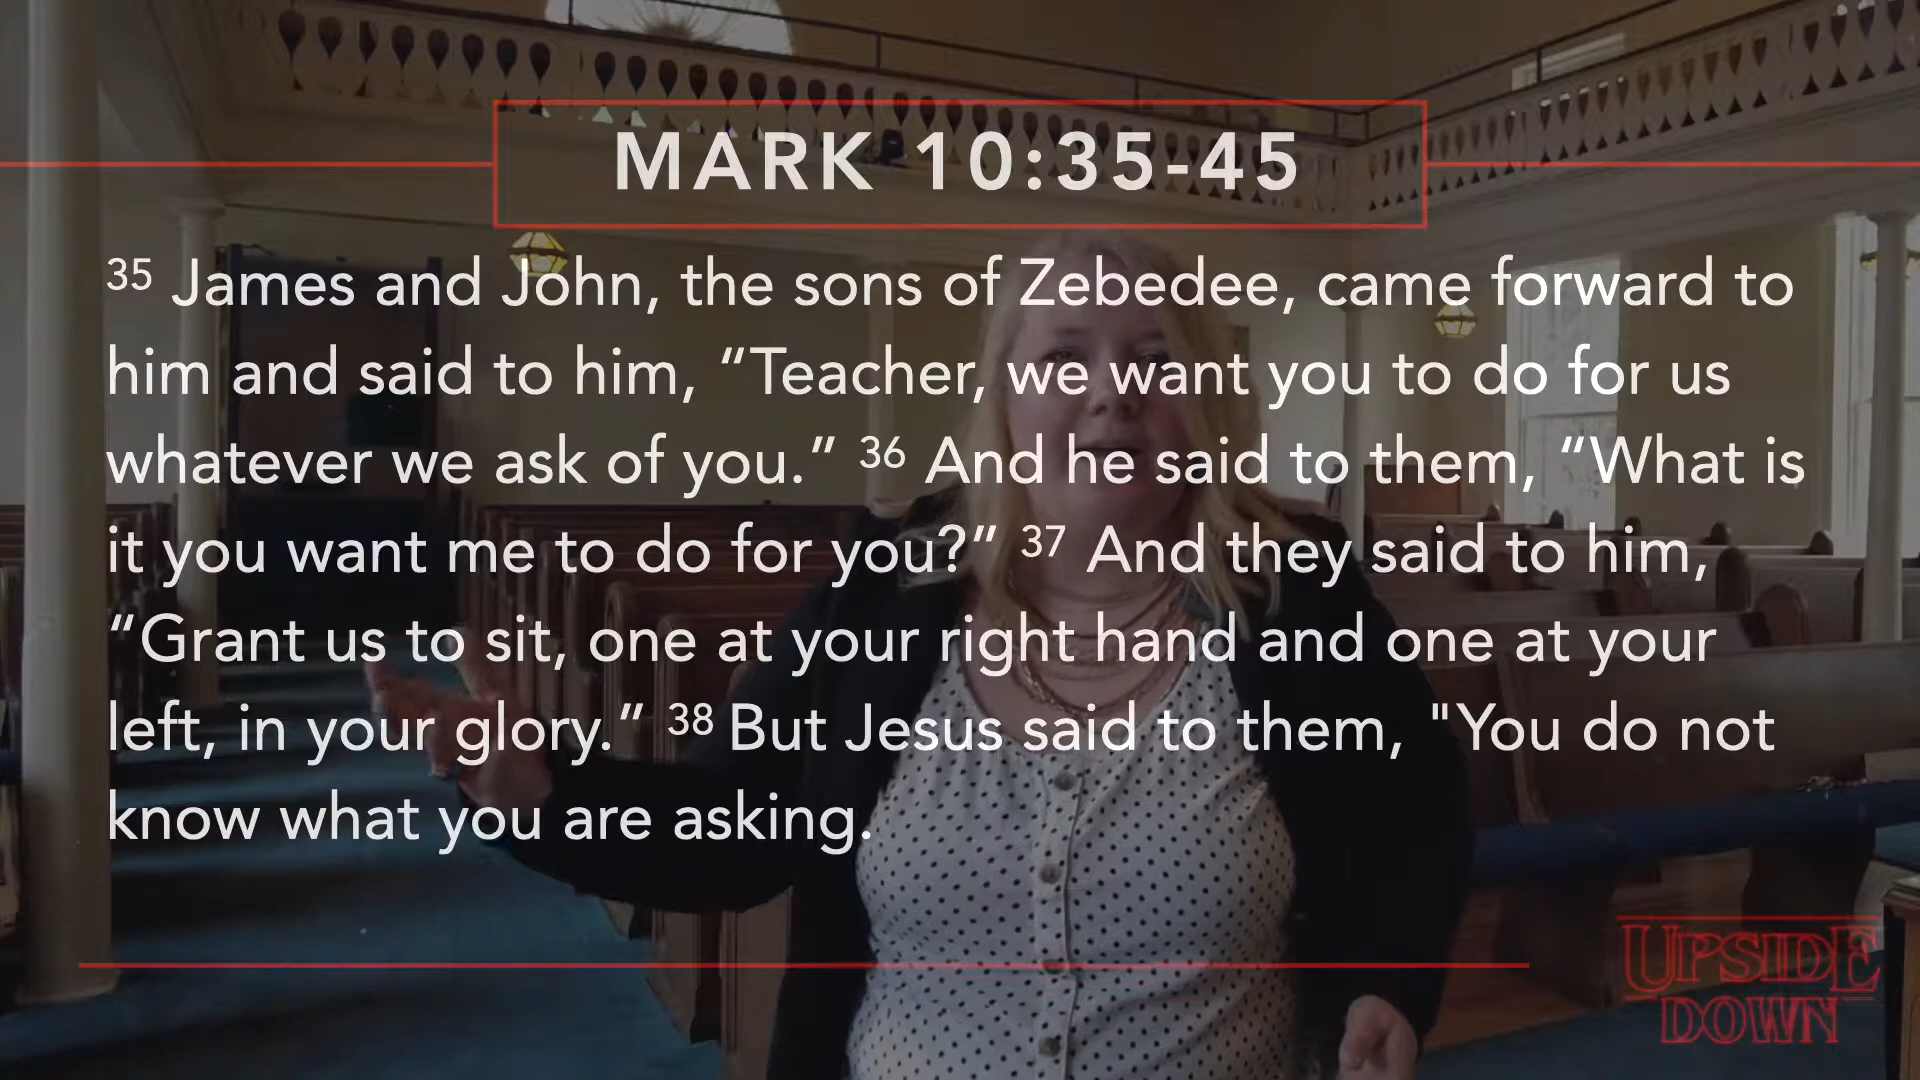 MARK 10:35-45
35 James and John, the sons of Zebedee, came forward to
him and said to him, “Teacher, we want you to do for us
whatever we ask of you.” 36 And he said to them, “What is
it you want me to do for you?” 37 And they said to him,
“Grant us to sit, one at your right hand and one at your
left, in your glory.” 38 But Jesus said to them, "You do not
know what you are asking.
UPSIDE
DOWN